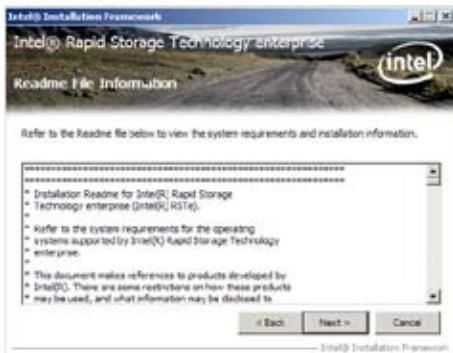 Intel® Installation Framework
Intel® Rapid Storage Technology enterprise
intel
Readme File Information
Refer to the Readme file below to view the system requirements and installation information.
************************************************************
************************************************************
* Installation Readme for Intel(R) Rapid Storage
* Technology enterprise (Intel(R) RSTe).
*
* Refer to the system requirements for the operating
* systems supported by Intel(R) Rapid Storage Technology
* enterprise.
*
* This document makes references to products developed by
* Intel(R). There are some restrictions on how these products
* may be used, and what information may be disclosed to
< Back
Next >
Cancel
Intel® Installation Framework